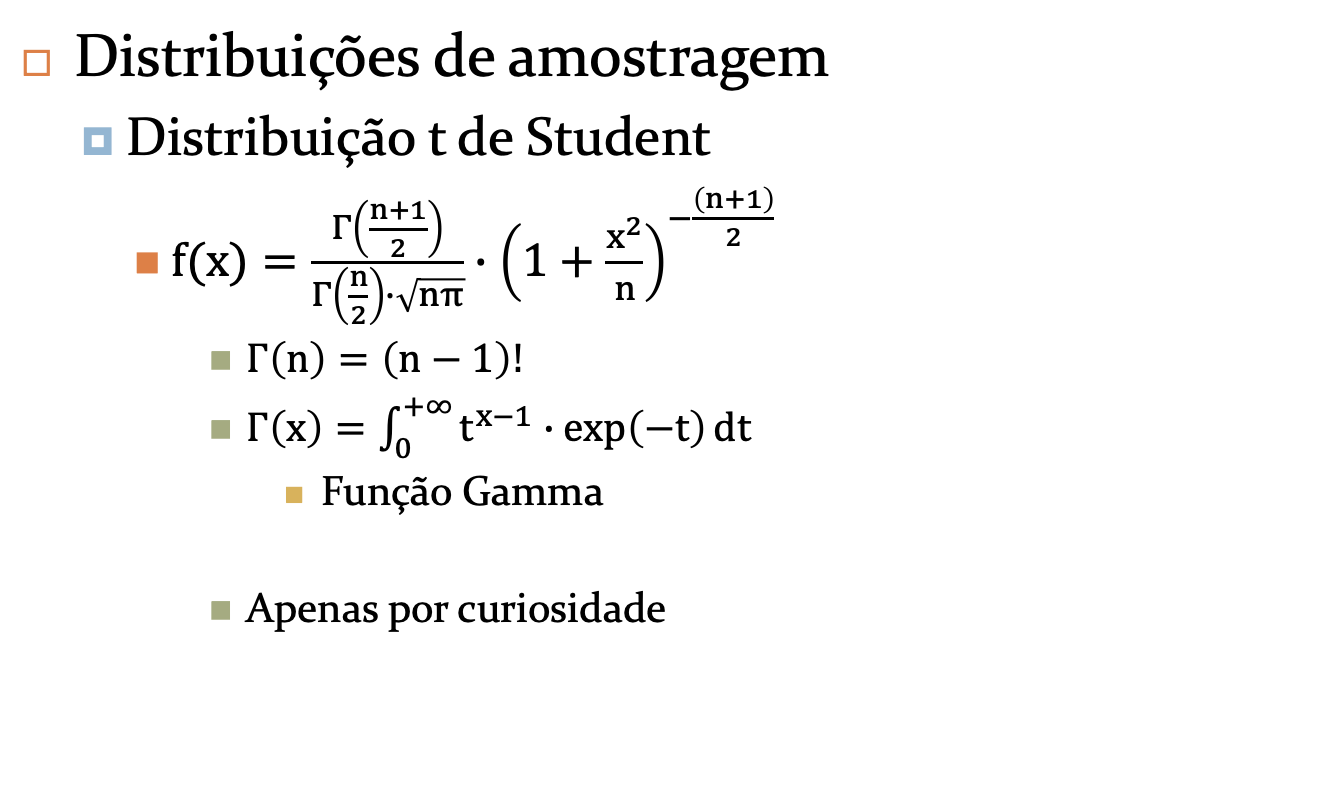 Distribuições de amostragem
Distribuição t de Student
f(x) = Γ((n+1)/2) / (Γ(n/2)·√(nπ)) · (1 + x²/n)^(−(n+1)/2)
Γ(n) = (n − 1)!
Γ(x) = ∫₀^(+∞) t^(x−1) · exp(−t) dt
Função Gamma
Apenas por curiosidade